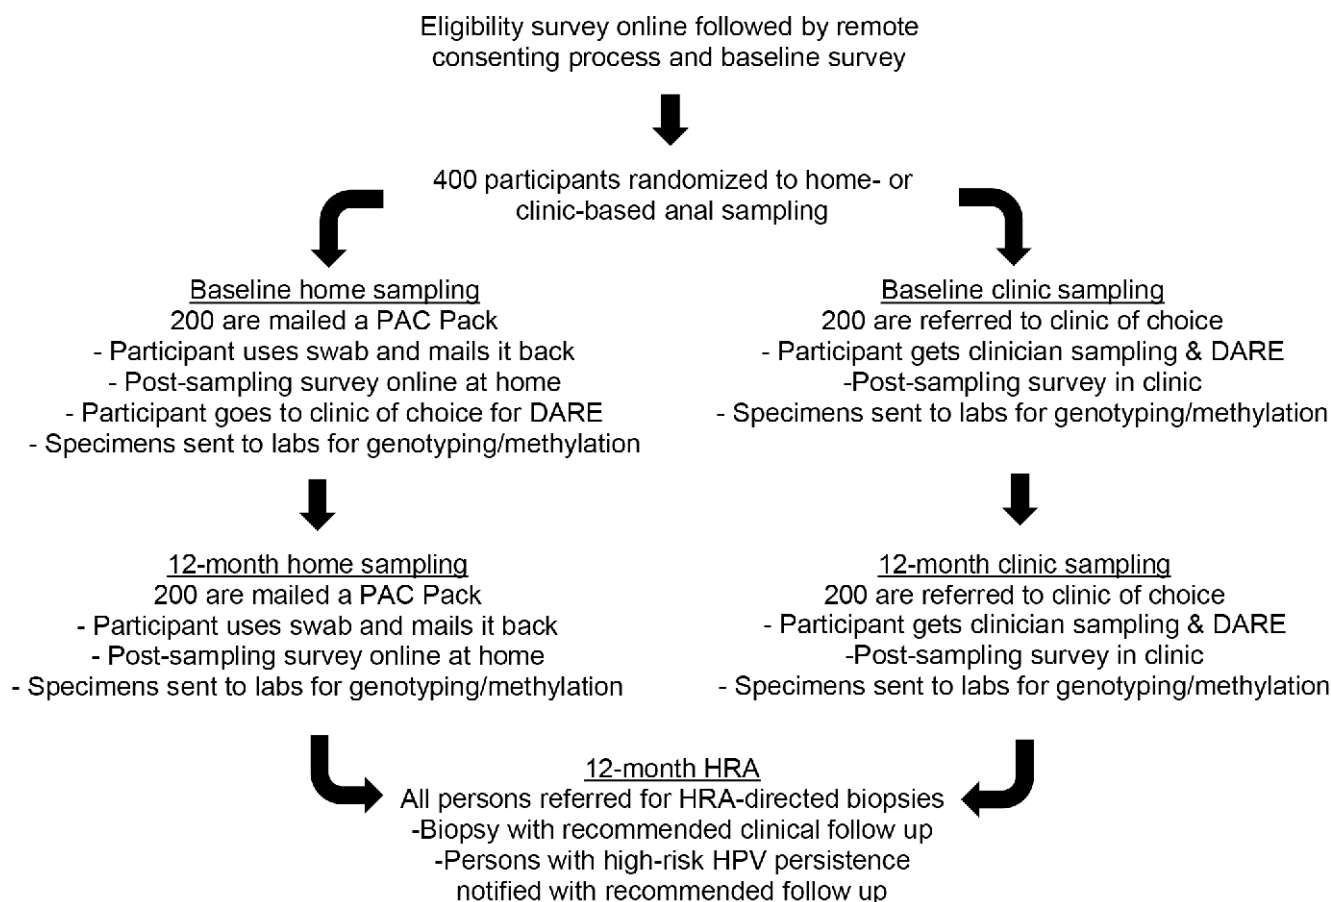 Eligibility survey online followed by remote
consenting process and baseline survey
400 participants randomized to home- or
clinic-based anal sampling
Baseline home sampling
200 are mailed a PAC Pack
- Participant uses swab and mails it back
- Post-sampling survey online at home
- Participant goes to clinic of choice for DARE
- Specimens sent to labs for genotyping/methylation
Baseline clinic sampling
200 are referred to clinic of choice
- Participant gets clinician sampling & DARE
-Post-sampling survey in clinic
- Specimens sent to labs for genotyping/methylation
12-month home sampling
200 are mailed a PAC Pack
- Participant uses swab and mails it back
- Post-sampling survey online at home
- Specimens sent to labs for genotyping/methylation
12-month clinic sampling
200 are referred to clinic of choice
- Participant gets clinician sampling & DARE
-Post-sampling survey in clinic
- Specimens sent to labs for genotyping/methylation
12-month HRA
All persons referred for HRA-directed biopsies
-Biopsy with recommended clinical follow up
-Persons with high-risk HPV persistence
notified with recommended follow up